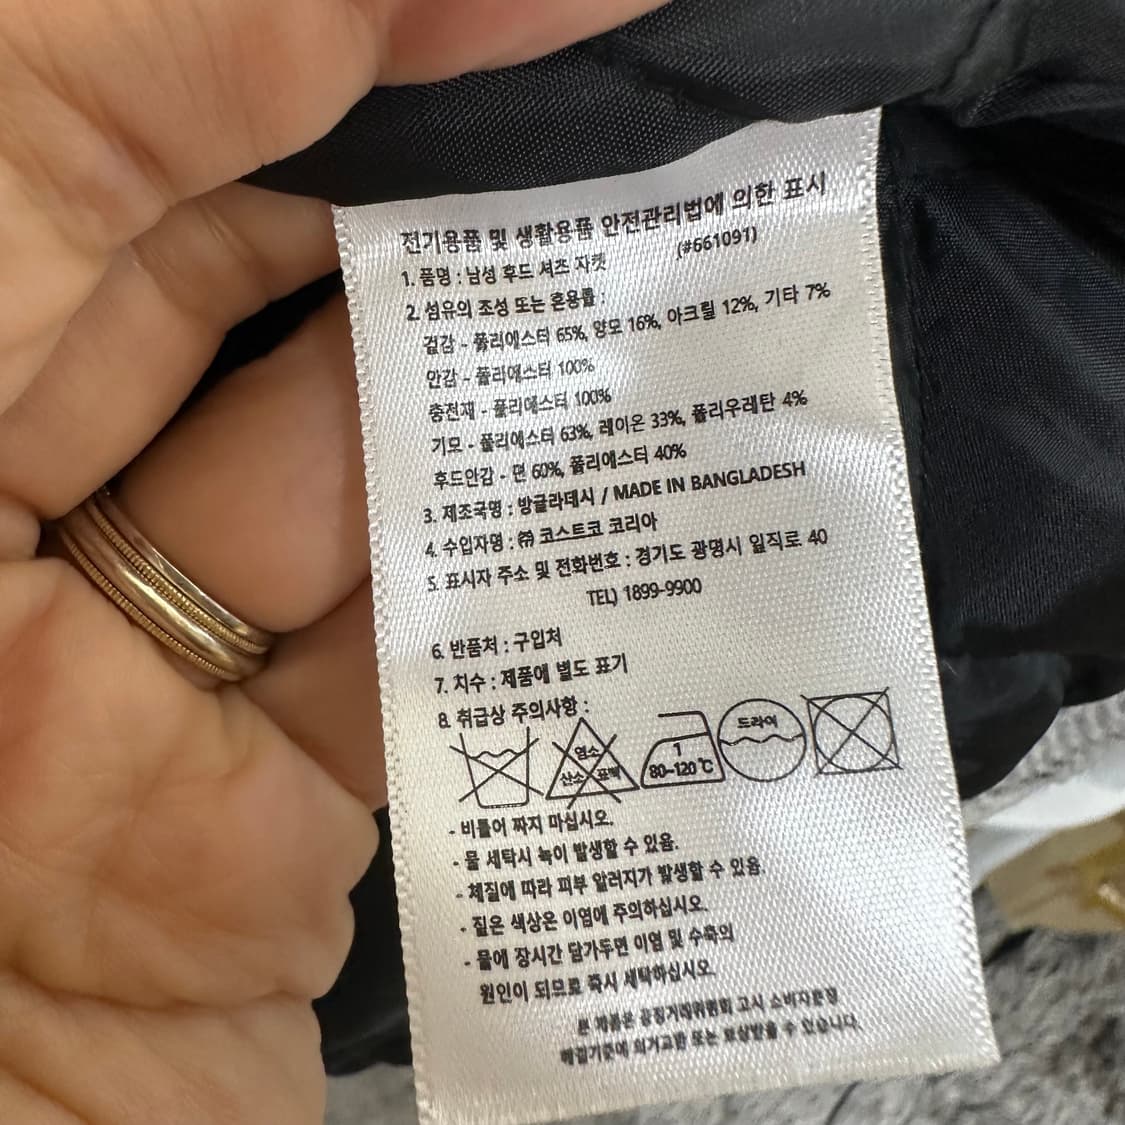 전기용품 및 생활용품 안전관리법에 의한 표시
1. 품명 : 남성 후드 셔츠 자켓 (#661091)
2. 섬유의 조성 또는 혼용률 :
겉감 - 폴리에스터 65%, 양모 16%, 아크릴 12%, 기타 7%
안감 - 폴리에스터 100%
충전재 - 폴리에스터 100%
기모 - 폴리에스터 63%, 레이온 33%, 폴리우레탄 4%
후드안감 - 면 60%, 폴리에스터 40%
3. 제조국명 : 방글라데시 / MADE IN BANGLADESH
4. 수입자명 : ㈜ 코스트코 코리아
5. 표시자 주소 및 전화번호 : 경기도 광명시 일직로 40
TEL) 1899-9900
6. 반품처 : 구입처
7. 치수 : 제품에 별도 표기
8. 취급상 주의사항 :
염소
산소 표백
1
80~120℃
드라이
- 비틀어 짜지 마십시오.
- 물 세탁시 녹이 발생할 수 있음.
- 체질에 따라 피부 알러지가 발생할 수 있음
- 짙은 색상은 이염에 주의하십시오.
- 물에 장시간 담가두면 이염 및 수축의
원인이 되므로 즉시 세탁하십시오.
본 제품은 공정거래위원회 고시 소비자분쟁
해결기준에 의거교환 또는 보상받을 수 있습니다.